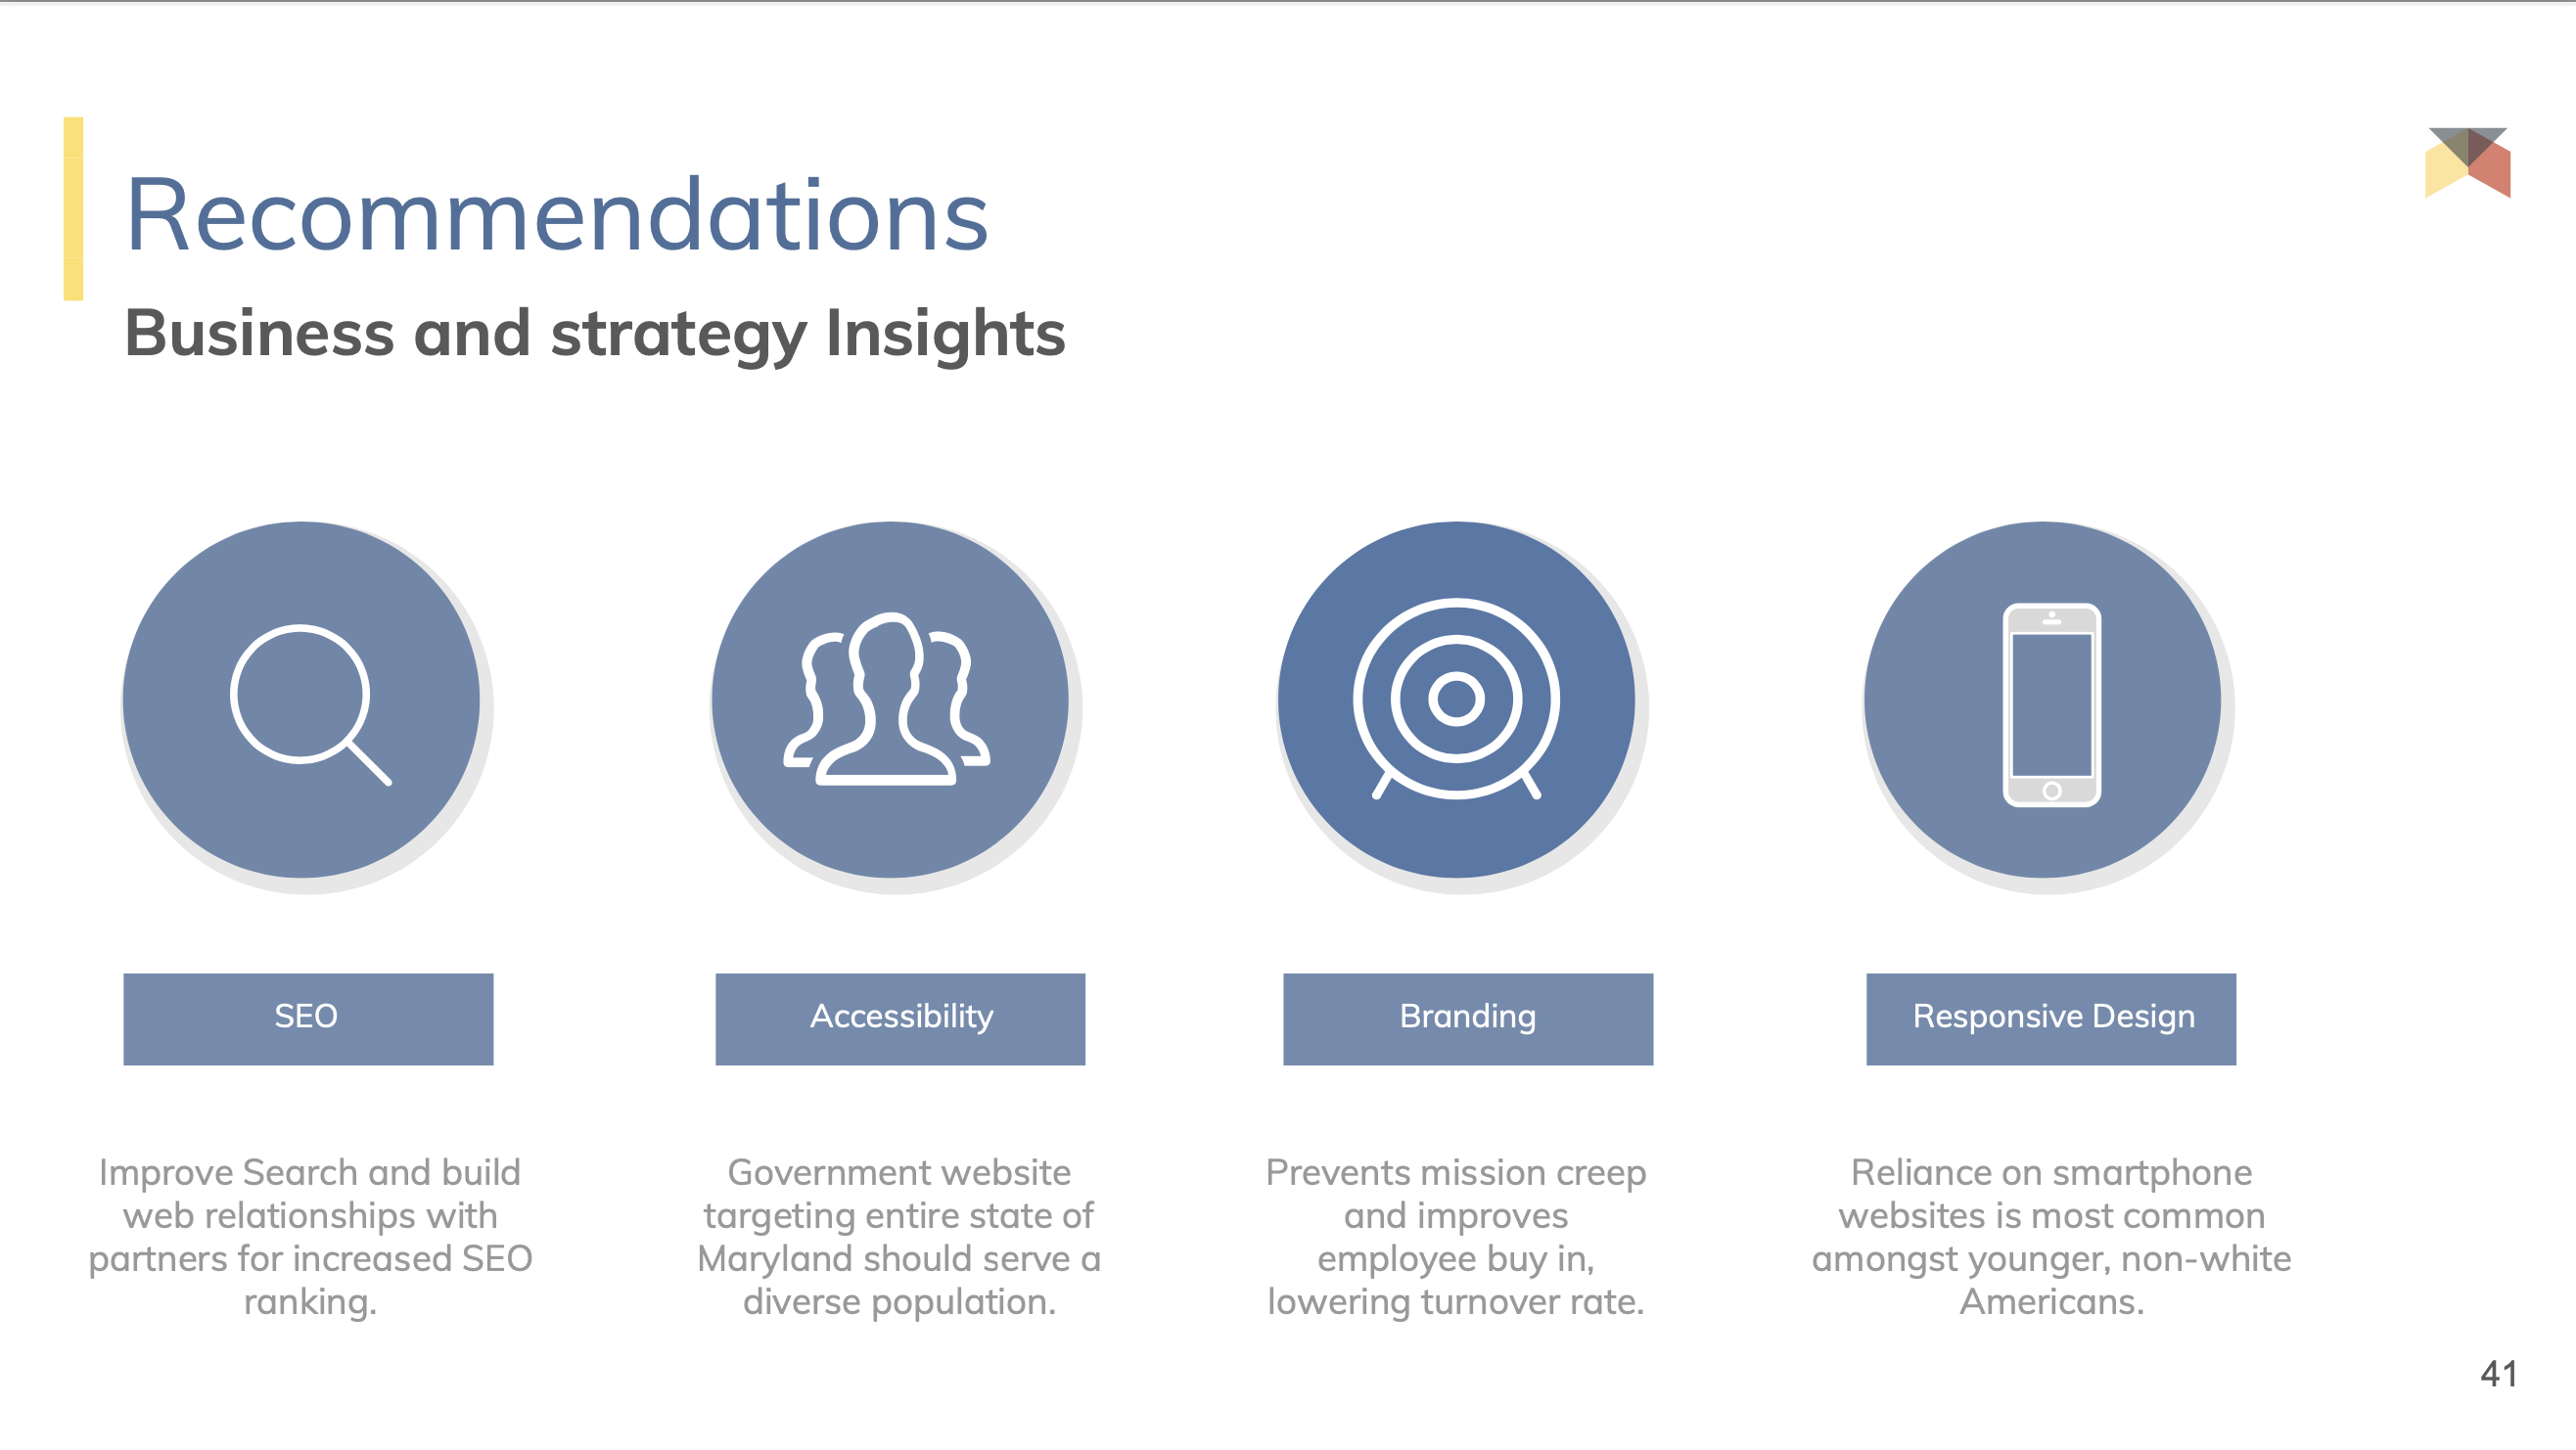 Recommendations
Business and strategy Insights
SEO
Accessibility
Branding
Responsive Design
Improve Search and build
web relationships with
partners for increased SEO
ranking.
Government website
targeting entire state of
Maryland should serve a
diverse population.
Prevents mission creep
and improves
employee buy in,
lowering turnover rate.
Reliance on smartphone
websites is most common
amongst younger, non-white
Americans.
41